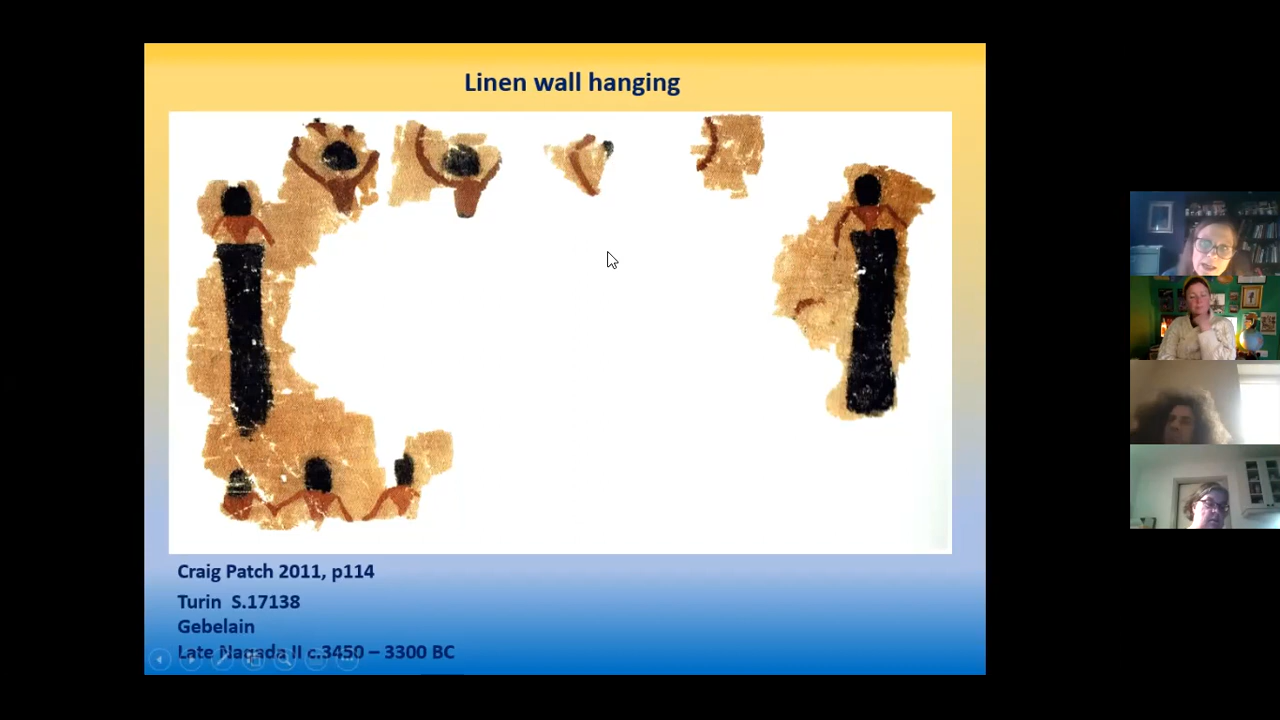 Linen wall hanging
Craig Patch 2011, p114
Turin S.17138
Gebelain
Late Naqada II c.3450 – 3300 BC